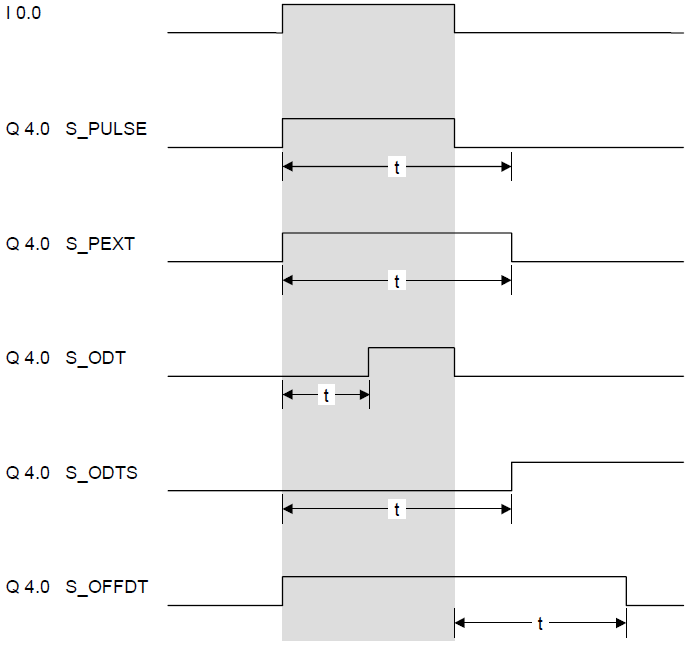 I 0.0
Q 4.0 S_PULSE
t
Q 4.0 S_PEXT
t
Q 4.0 S_ODT
t
Q 4.0 S_ODTS
t
Q 4.0 S_OFFDT
t